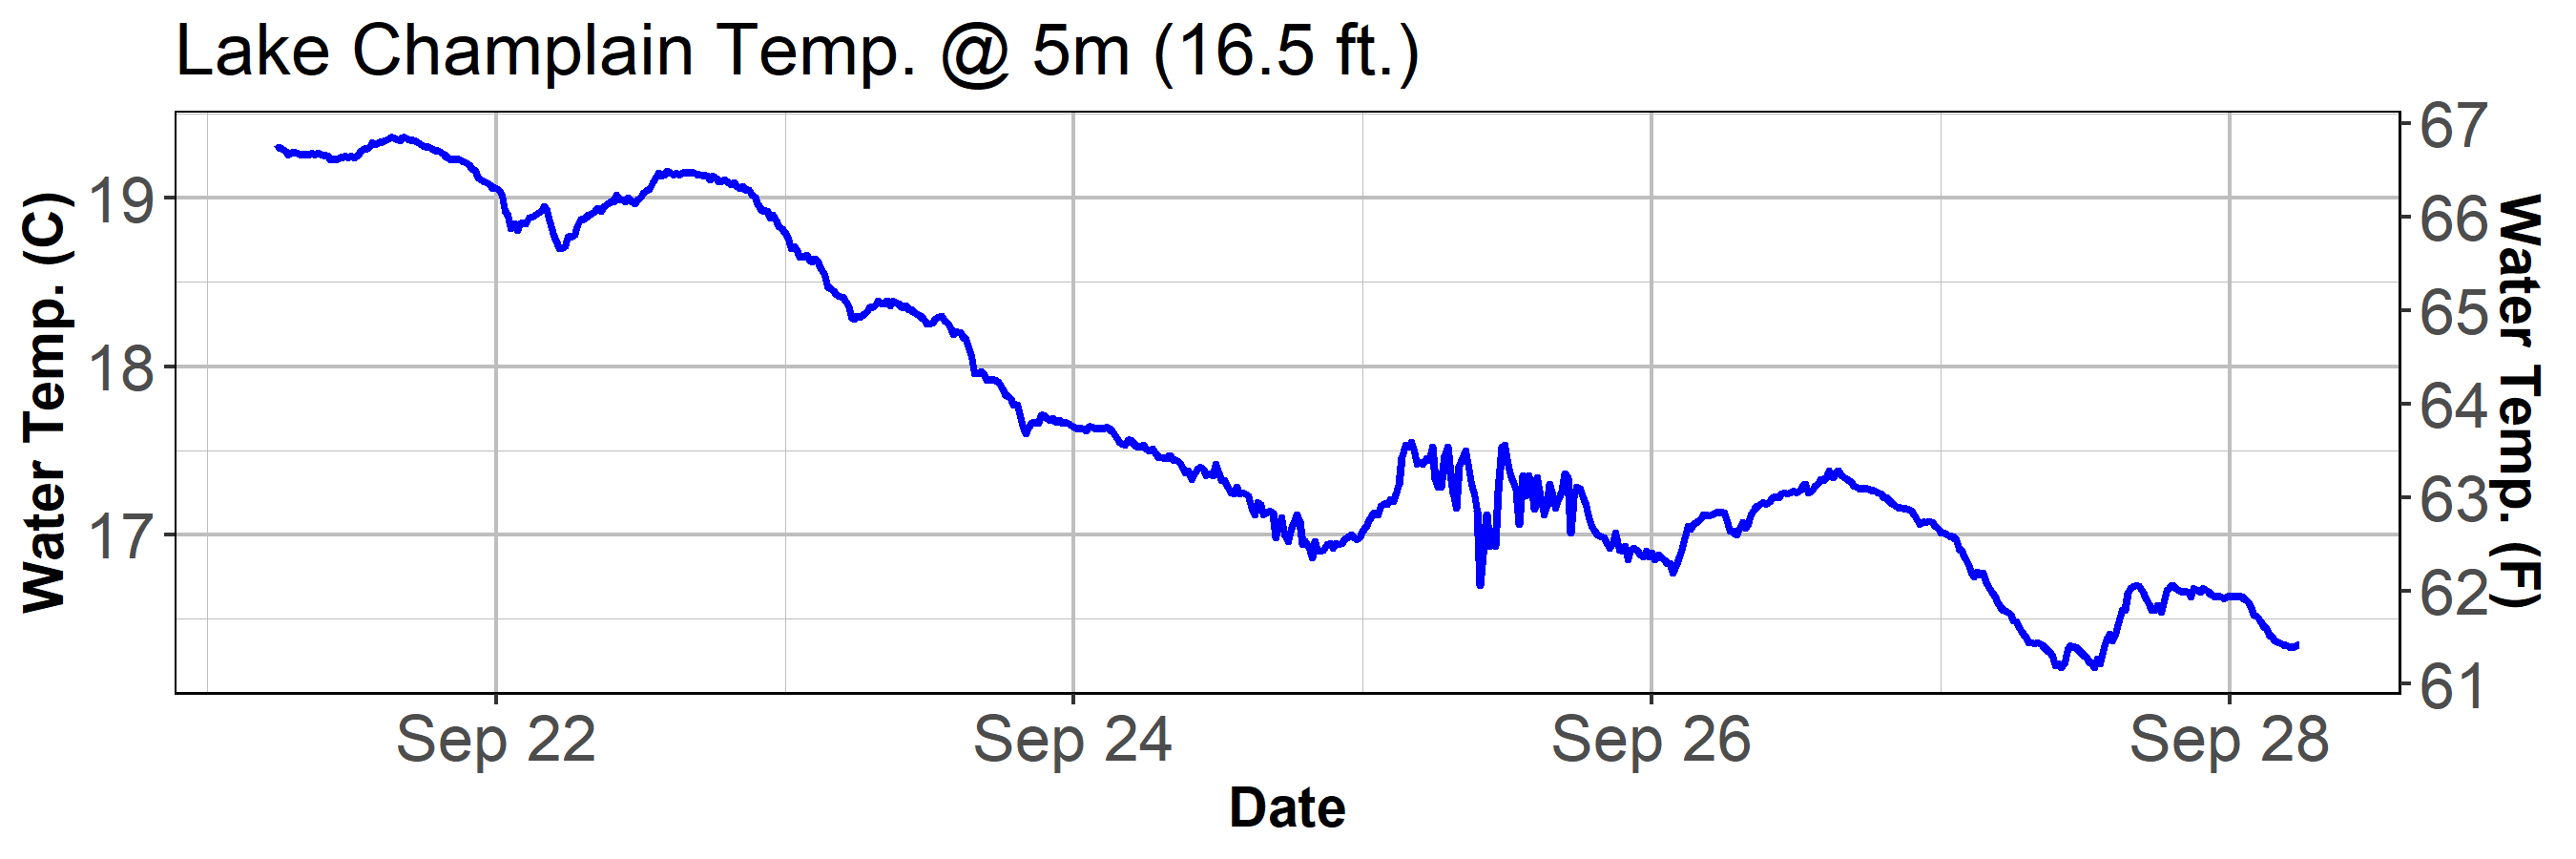 Lake Champlain Temp. @ 5m (16.5 ft.)
Water Temp. (C)
19
18
17
67
66
65
64
63
62
61
Water Temp. (F)
Sep 22
Sep 24
Sep 26
Sep 28
Date